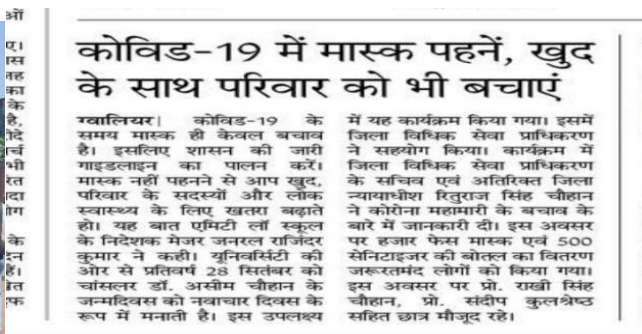 कोविड-19 में मास्क पहनें, खुद
के साथ परिवार को भी बचाएं
ग्वालियर| कोविड-19 के
समय मास्क ही केवल बचाव
है। इसलिए शासन की जारी
गाइडलाइन का पालन करें।
मास्क नहीं पहनने से आप खुद,
परिवार के सदस्यों और लोक
स्वास्थ्य के लिए खतरा बढ़ाते
हो। यह बात एमिटी लॉ स्कूल
के निदेशक मेजर जनरल राजिंदर
कुमार ने कही। यूनिवर्सिटी की
ओर से प्रतिवर्ष 28 सितंबर को
चांसलर डॉ. असीम चौहान के
जन्मदिवस को नवाचार दिवस के
रूप में मनाती है। इस उपलक्ष्य
में यह कार्यक्रम किया गया। इसमें
जिला विधिक सेवा प्राधिकरण
ने सहयोग किया। कार्यक्रम में
जिला विधिक सेवा प्राधिकरण
के सचिव एवं अतिरिक्त जिला
न्यायाधीश रितुराज सिंह चौहान
ने कोरोना महामारी के बचाव के
बारे में जानकारी दी। इस अवसर
पर हजार फेस मास्क एवं 500
सेनिटाइजर की बोतल का वितरण
जरूरतमंद लोगों को किया गया।
इस अवसर पर प्रो. राखी सिंह
चौहान, प्रो. संदीप कुलश्रेष्ठ
सहित छात्र मौजूद रहे।